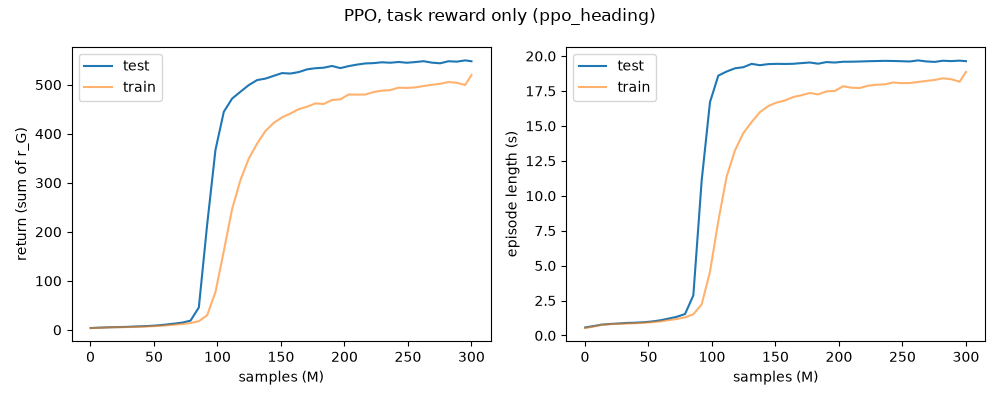 PPO, task reward only (ppo_heading)
test
train
return (sum of r_G)
500
400
300
200
100
0
0 50 100 150 200 250 300
samples (M)
test
train
episode length (s)
20.0
17.5
15.0
12.5
10.0
7.5
5.0
2.5
0.0
0 50 100 150 200 250 300
samples (M)